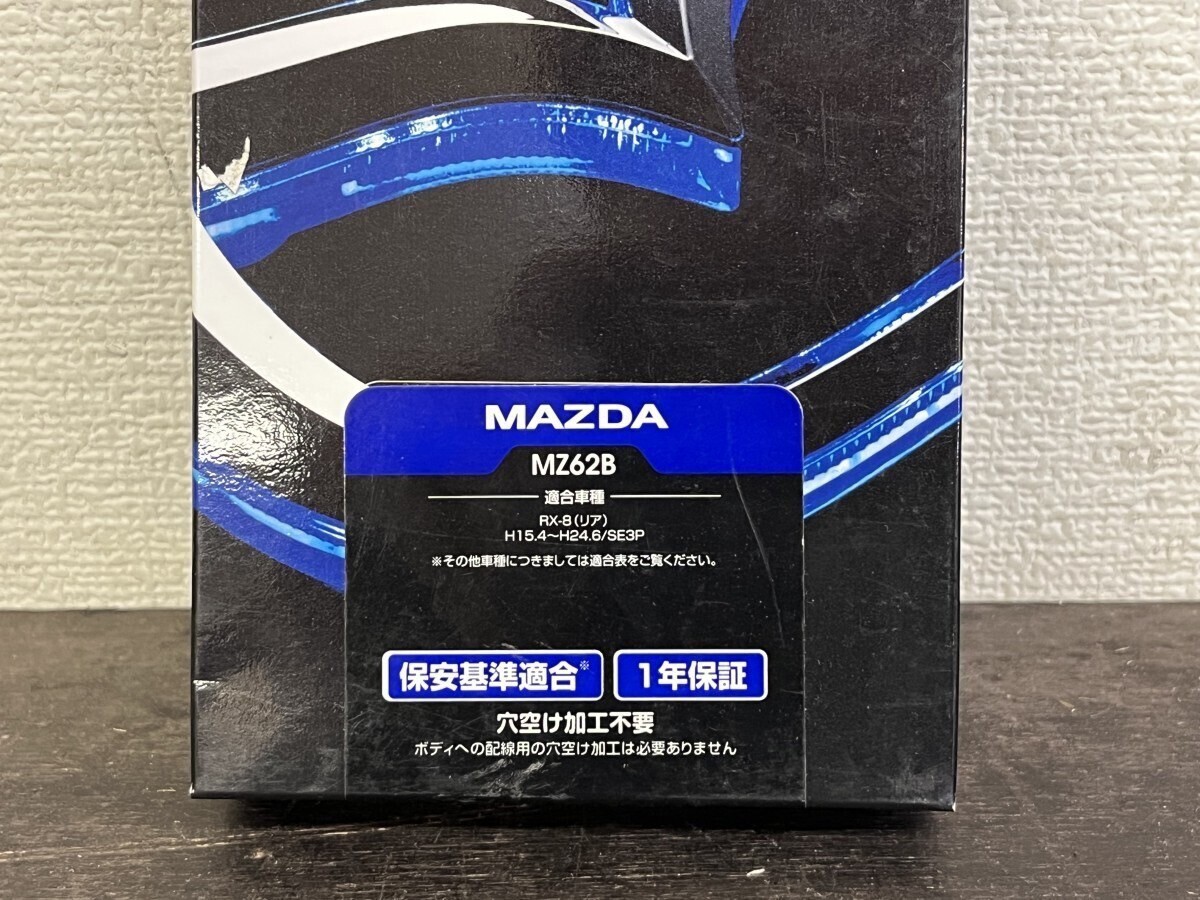 MAZDA
MZ62B
適合車種
RX-8(リア)
H15.4～H24.6/SE3P
※その他車種につきましては適合表をご覧ください。
保安基準適合※
1年保証
穴空け加工不要
ボディへの配線用の穴空け加工は必要ありません